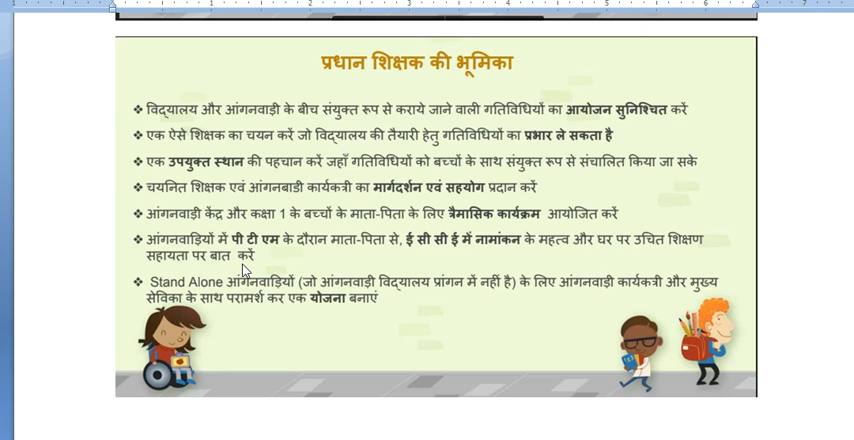 प्रधान शिक्षक की भूमिका
❖ विद्यालय और आंगनवाड़ी के बीच संयुक्त रूप से कराये जाने वाली गतिविधियों का आयोजन सुनिश्चित करें
❖ एक ऐसे शिक्षक का चयन करें जो विद्यालय की तैयारी हेतु गतिविधियों का प्रभार ले सकता है
❖ एक उपयुक्त स्थान की पहचान करें जहाँ गतिविधियों को बच्चों के साथ संयुक्त रूप से संचालित किया जा सके
❖ चयनित शिक्षक एवं आंगनबाडी कार्यकत्री का मार्गदर्शन एवं सहयोग प्रदान करें
❖ आंगनवाड़ी केंद्र और कक्षा 1 के बच्चों के माता-पिता के लिए त्रैमासिक कार्यक्रम आयोजित करें
❖ आंगनवाड़ियों में पी टी एम के दौरान माता-पिता से, ई सी सी ई में नामांकन के महत्व और घर पर उचित शिक्षण
सहायता पर बात करें
❖ Stand Alone आंगनवाड़ियों (जो आंगनवाड़ी विद्यालय प्रांगन में नहीं है) के लिए आंगनवाड़ी कार्यकत्री और मुख्य
सेविका के साथ परामर्श कर एक योजना बनाएं